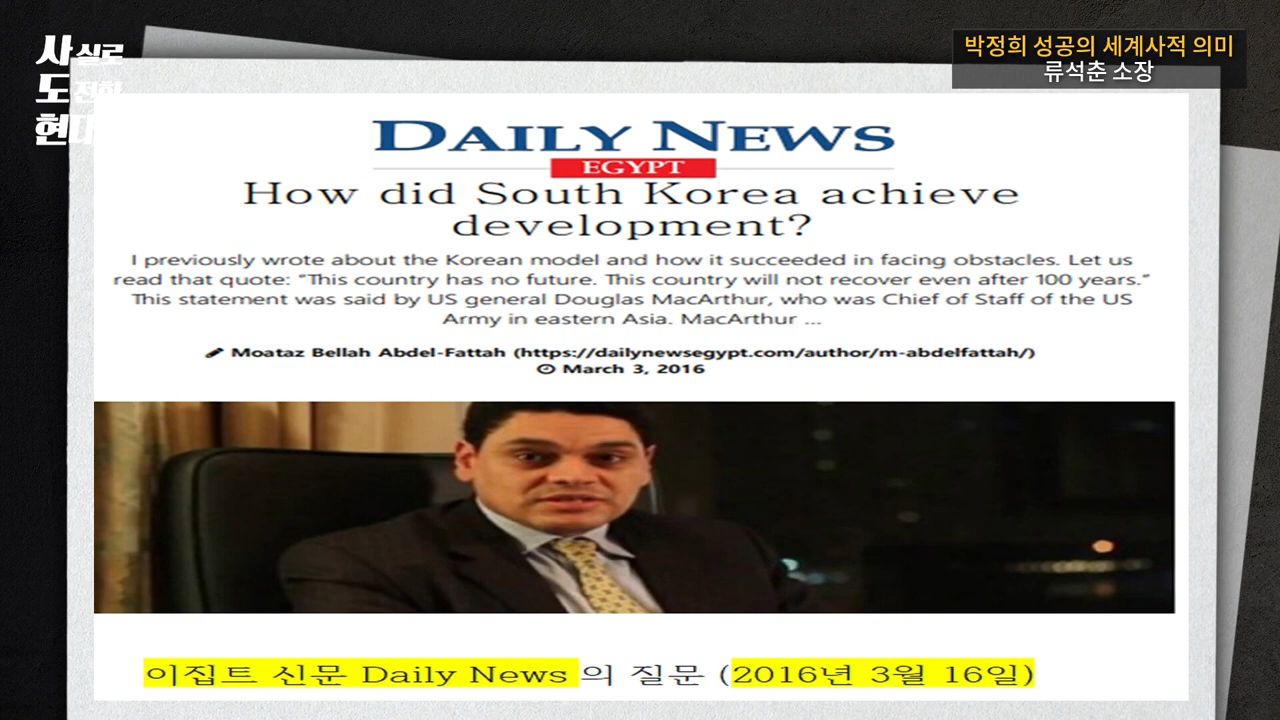 사실로
도전한
현대
박정희 성공의 세계사적 의미
류석춘 소장
DAILY NEWS
EGYPT
How did South Korea achieve
development?
I previously wrote about the Korean model and how it succeeded in facing obstacles. Let us
read that quote: “This country has no future. This country will not recover even after 100 years.”
This statement was said by US general Douglas MacArthur, who was Chief of Staff of the US
Army in eastern Asia. MacArthur ...
Moataz Bellah Abdel-Fattah (https://dailynewsegypt.com/author/m-abdelfattah/)
March 3, 2016
이집트 신문 Daily News 의 질문 (2016년 3월 16일)